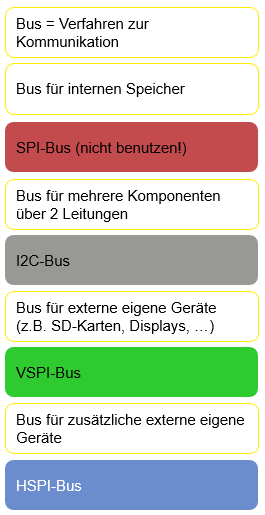 Bus = Verfahren zur
Kommunikation
Bus für internen Speicher
SPI-Bus (nicht benutzen!)
Bus für mehrere Komponenten
über 2 Leitungen
I2C-Bus
Bus für externe eigene Geräte
(z.B. SD-Karten, Displays, …)
VSPI-Bus
Bus für zusätzliche externe eigene
Geräte
HSPI-Bus